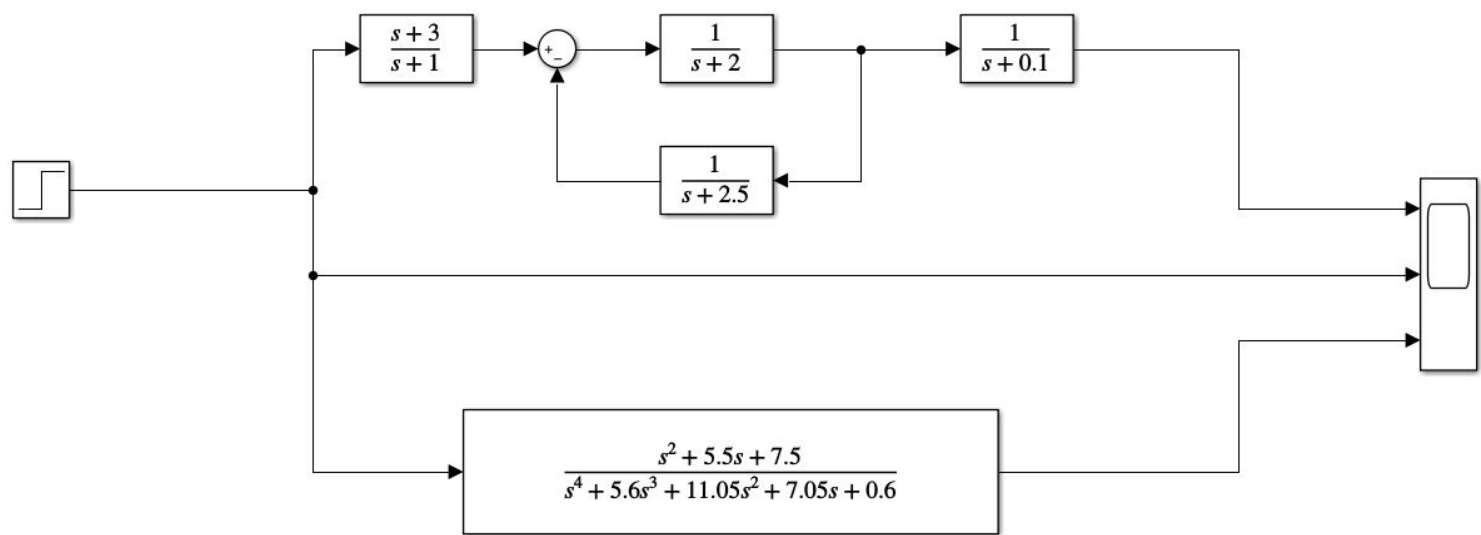 s + 3
s + 1
+
−
1
s + 2
1
s + 0.1
1
s + 2.5
s² + 5.5s + 7.5
s⁴ + 5.6s³ + 11.05s² + 7.05s + 0.6